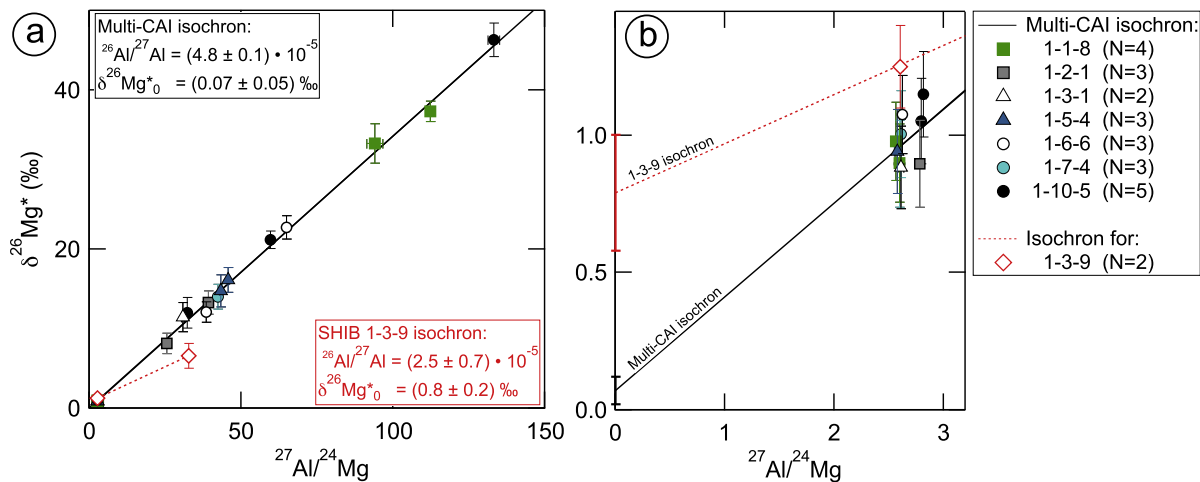 a
Multi-CAI isochron:
²⁶Al/²⁷Al = (4.8 ± 0.1) • 10⁻⁵
δ²⁶Mg*₀ = (0.07 ± 0.05) ‰
SHIB 1-3-9 isochron:
²⁶Al/²⁷Al = (2.5 ± 0.7) • 10⁻⁵
δ²⁶Mg*₀ = (0.8 ± 0.2) ‰
δ²⁶Mg* (‰)
40
20
0
0 50 100 150
²⁷Al/²⁴Mg
b
1-3-9 isochron
Multi-CAI isochron
1.0
0.5
0.0
0 1 2 3
²⁷Al/²⁴Mg
Multi-CAI isochron:
1-1-8 (N=4)
1-2-1 (N=3)
1-3-1 (N=2)
1-5-4 (N=3)
1-6-6 (N=3)
1-7-4 (N=3)
1-10-5 (N=5)
Isochron for:
1-3-9 (N=2)